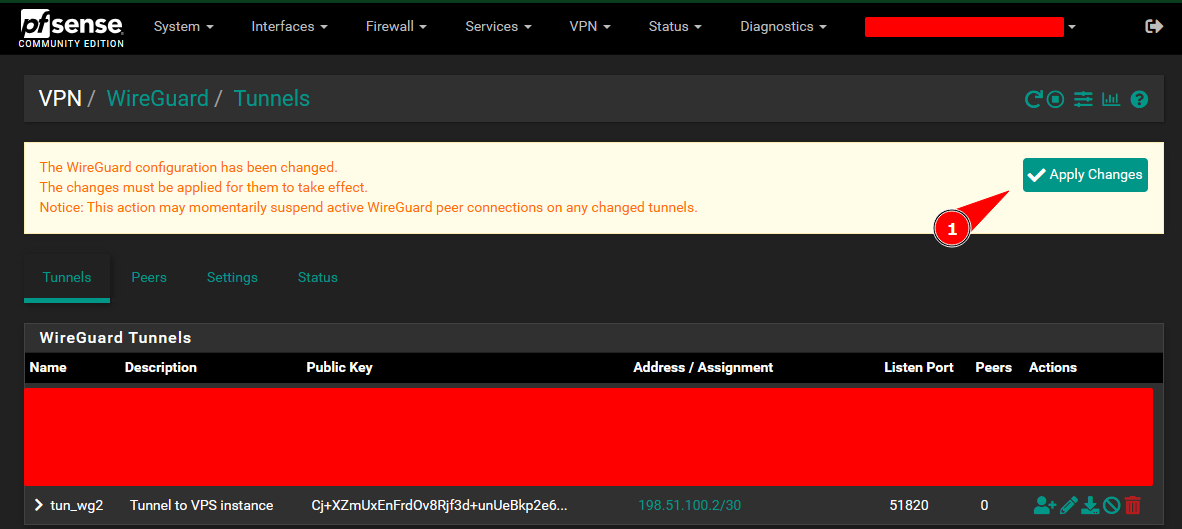 pfsense
COMMUNITY EDITION
System Interfaces Firewall Services VPN Status Diagnostics
VPN / WireGuard / Tunnels
The WireGuard configuration has been changed.
The changes must be applied for them to take effect.
Notice: This action may momentarily suspend active WireGuard peer connections on any changed tunnels.
Apply Changes
1
Tunnels Peers Settings Status
WireGuard Tunnels
Name Description Public Key Address / Assignment Listen Port Peers Actions
tun_wg2 Tunnel to VPS instance Cj+XZmUxEnFrdOv8Rjf3d+unUeBkp2e6... 198.51.100.2/30 51820 0